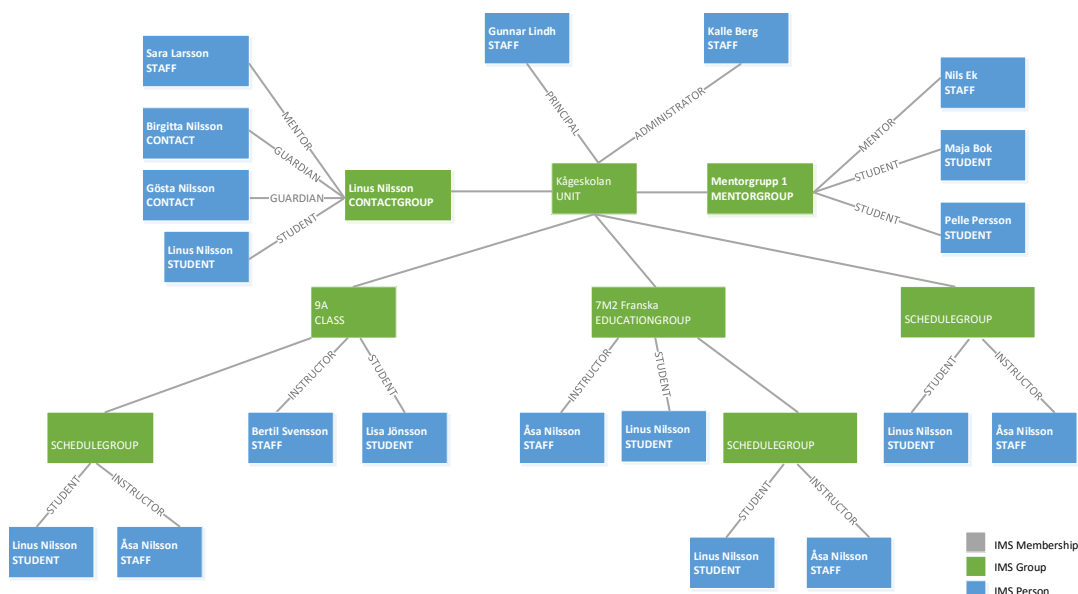 Gunnar Lindh
STAFF
Kalle Berg
STAFF
Sara Larsson
STAFF
Nils Ek
STAFF
PRINCIPAL
ADMINISTRATOR
MENTOR
MENTOR
Birgitta Nilsson
CONTACT
GUARDIAN
Maja Bok
STUDENT
STUDENT
Gösta Nilsson
CONTACT
GUARDIAN
Linus Nilsson
CONTACTGROUP
Kågeskolan
UNIT
Mentorgrupp 1
MENTORGROUP
STUDENT
Pelle Persson
STUDENT
STUDENT
Linus Nilsson
STUDENT
9A
CLASS
7M2 Franska
EDUCATIONGROUP
SCHEDULEGROUP
INSTRUCTOR
STUDENT
INSTRUCTOR
STUDENT
STUDENT
INSTRUCTOR
SCHEDULEGROUP
Bertil Svensson
STAFF
Lisa Jönsson
STUDENT
Åsa Nilsson
STAFF
Linus Nilsson
STUDENT
SCHEDULEGROUP
Linus Nilsson
STUDENT
Åsa Nilsson
STAFF
STUDENT
INSTRUCTOR
STUDENT
INSTRUCTOR
Linus Nilsson
STUDENT
Åsa Nilsson
STAFF
Linus Nilsson
STUDENT
Åsa Nilsson
STAFF
IMS Membership
IMS Group
IMS Person